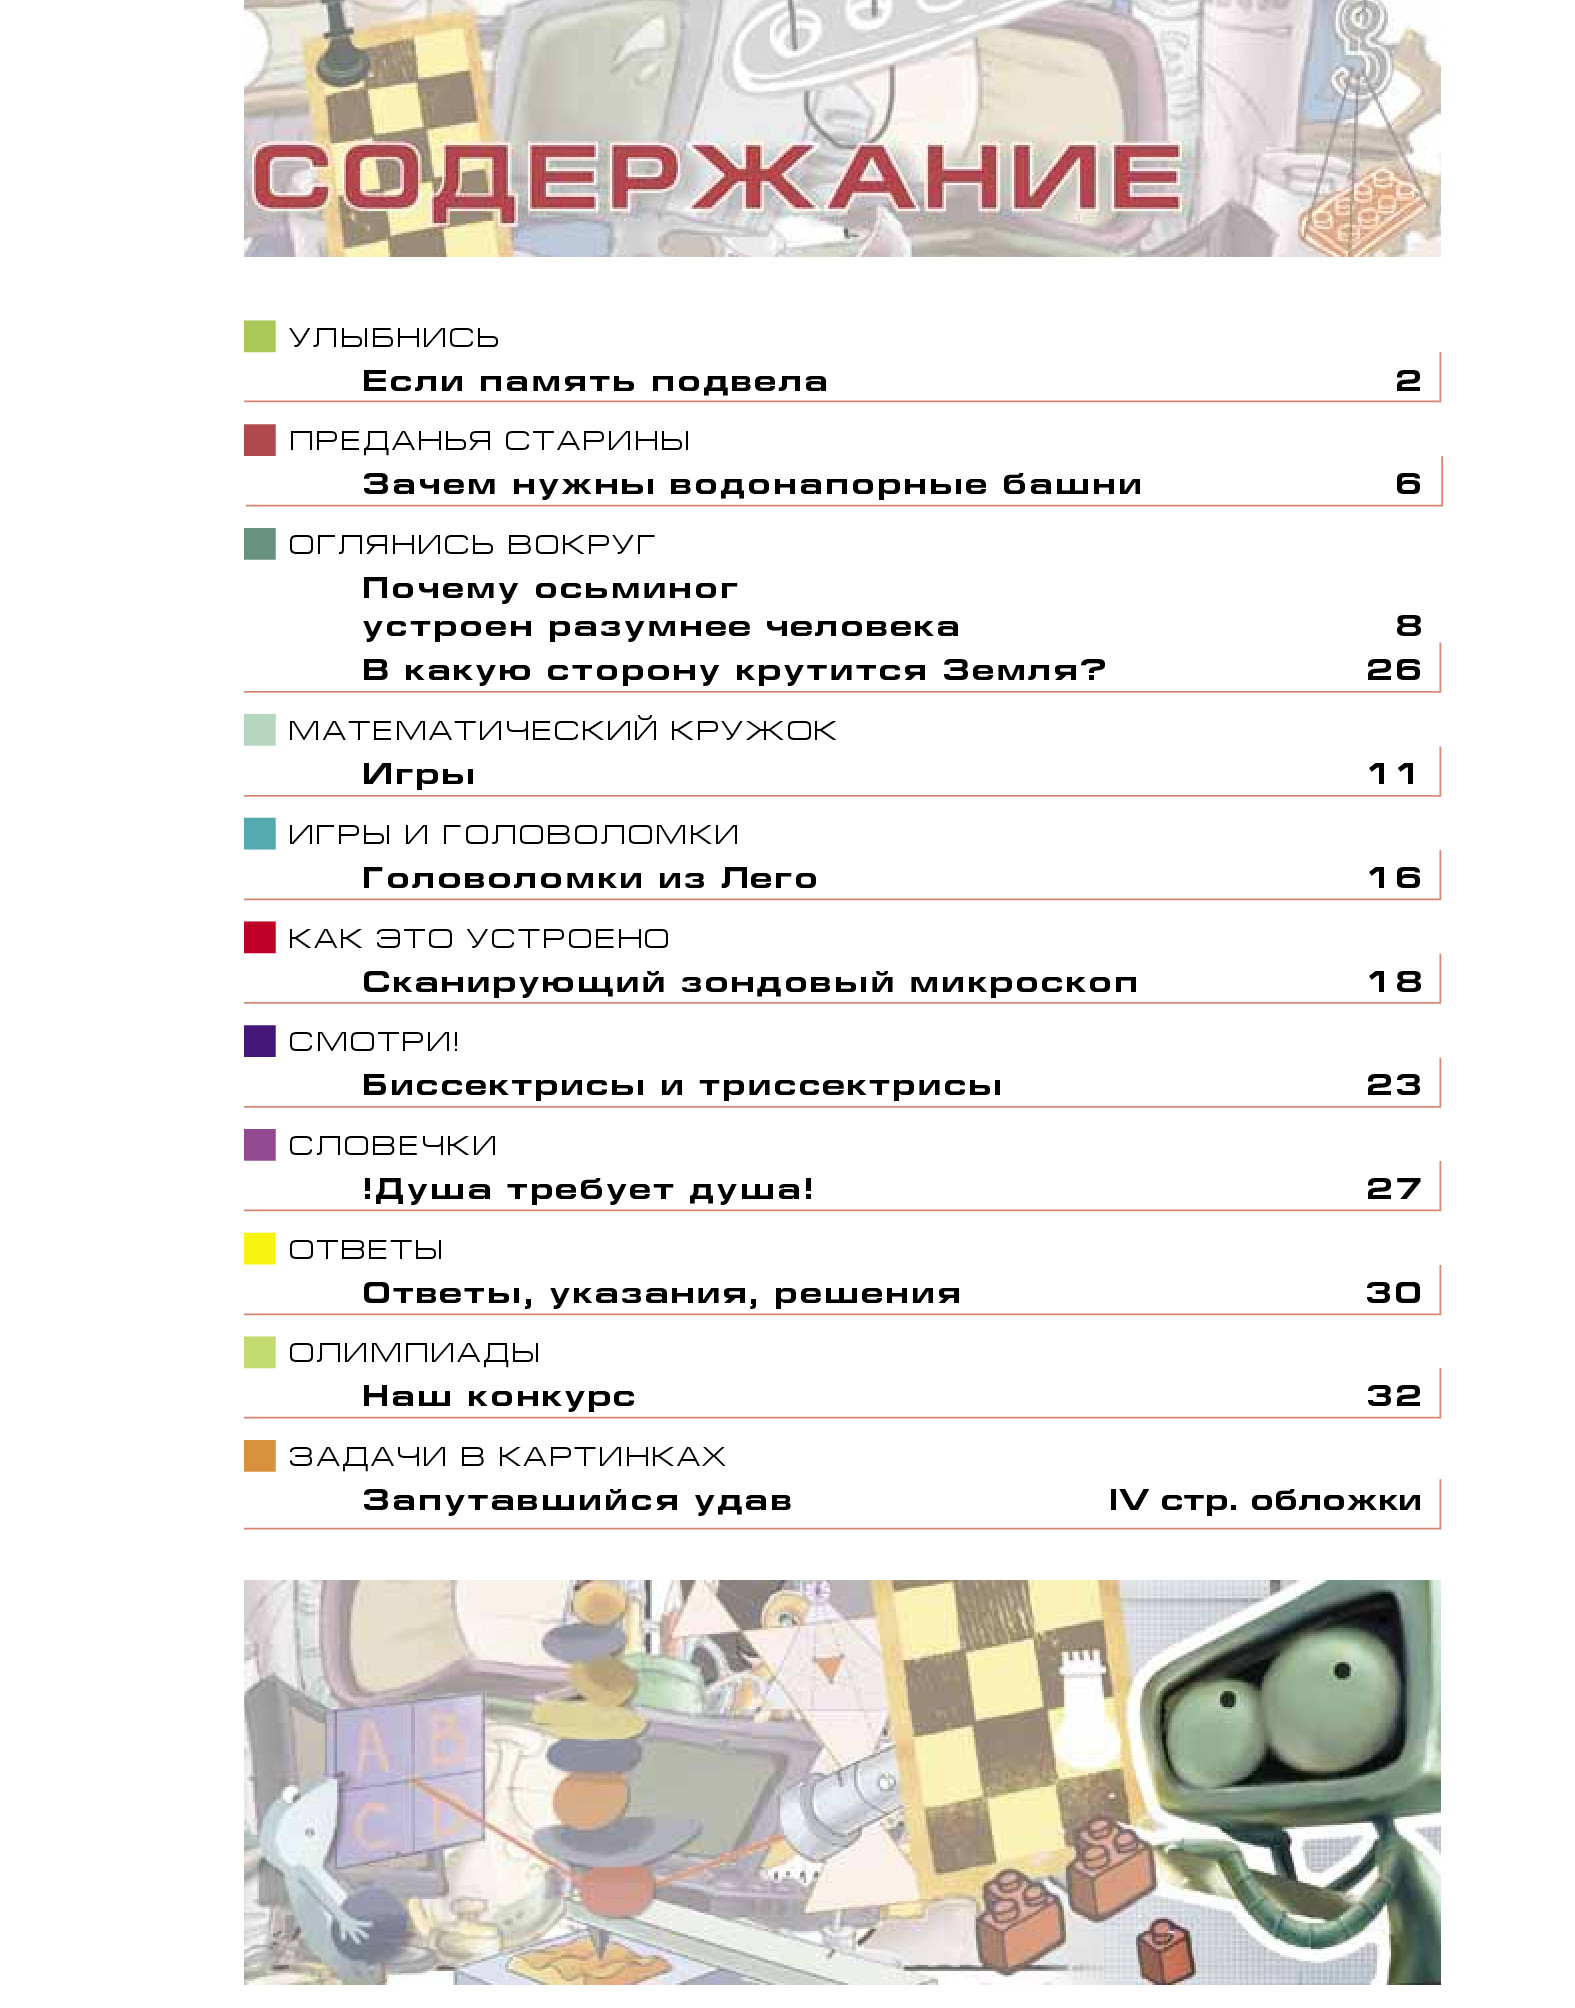 СОДЕРЖАНИЕ
УЛЫБНИСЬ
Если память подвела 2
ПРЕДАНЬЯ СТАРИНЫ
Зачем нужны водонапорные башни 6
ОГЛЯНИСЬ ВОКРУГ
Почему осьминог
устроен разумнее человека 8
В какую сторону крутится Земля? 26
МАТЕМАТИЧЕСКИЙ КРУЖОК
Игры 11
ИГРЫ И ГОЛОВОЛОМКИ
Головоломки из Лего 16
КАК ЭТО УСТРОЕНО
Сканирующий зондовый микроскоп 18
СМОТРИ!
Биссектрисы и триссектрисы 23
СЛОВЕЧКИ
!Душа требует душа! 27
ОТВЕТЫ
Ответы, указания, решения 30
ОЛИМПИАДЫ
Наш конкурс 32
ЗАДАЧИ В КАРТИНКАХ
Запутавшийся удав IV стр. обложки
A B
C D